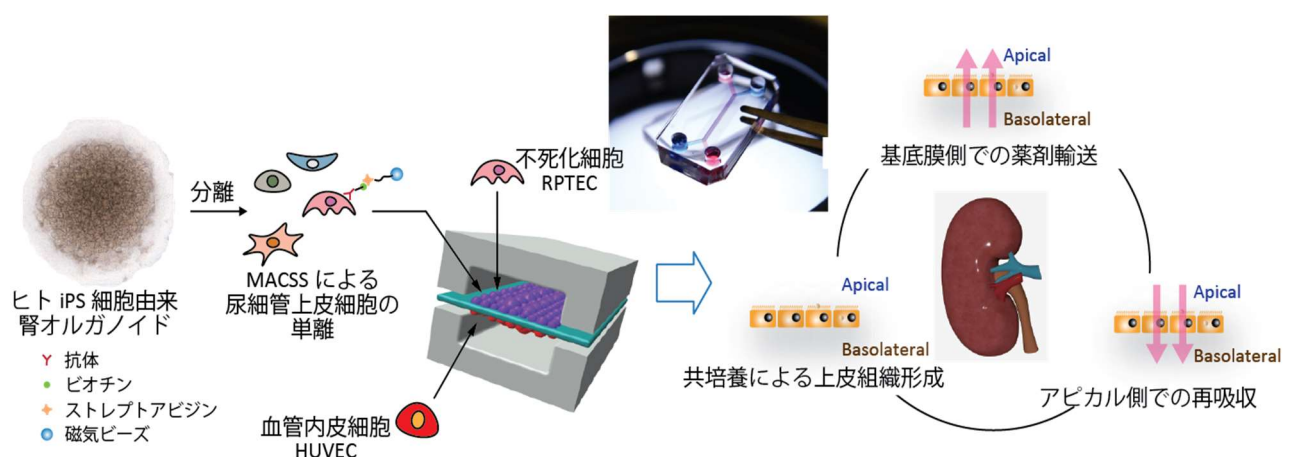 ヒト iPS 細胞由来
腎オルガノイド
抗体
ビオチン
ストレプトアビジン
磁気ビーズ
分離
MACSS による
尿細管上皮細胞の
単離
不死化細胞
RPTEC
血管内皮細胞
HUVEC
Apical
Basolateral
基底膜側での薬剤輸送
Apical
Basolateral
共培養による上皮組織形成
Apical
Basolateral
アピカル側での再吸収